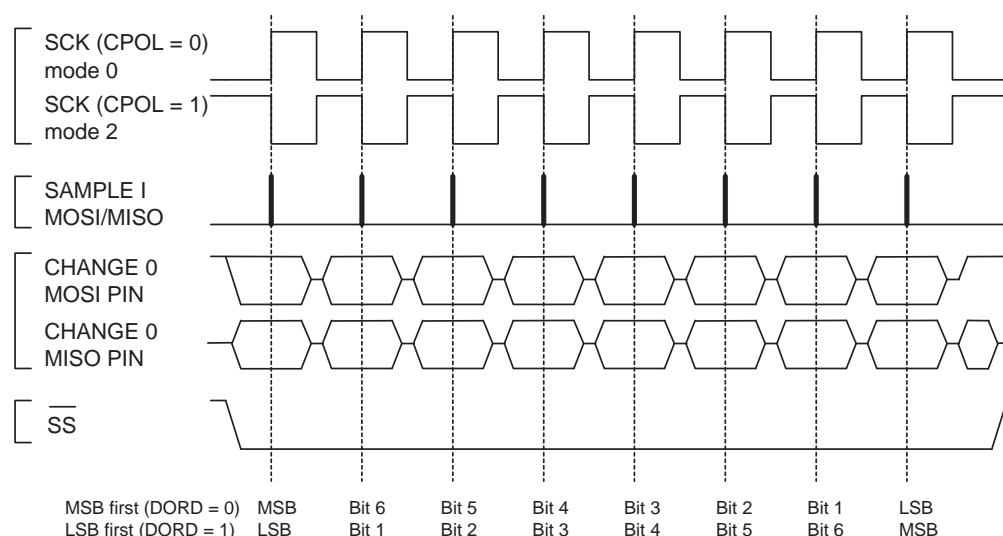 SCK (CPOL = 0)
mode 0
SCK (CPOL = 1)
mode 2
SAMPLE I
MOSI/MISO
CHANGE 0
MOSI PIN
CHANGE 0
MISO PIN
SS
MSB first (DORD = 0) MSB Bit 6 Bit 5 Bit 4 Bit 3 Bit 2 Bit 1 LSB
LSB first (DORD = 1) LSB Bit 1 Bit 2 Bit 3 Bit 4 Bit 5 Bit 6 MSB